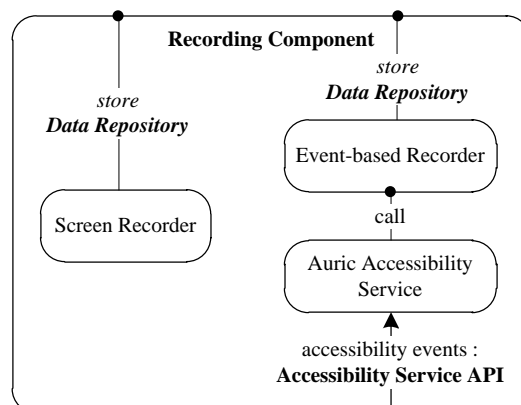 Recording Component
store
Data Repository
store
Data Repository
Event-based Recorder
Screen Recorder
call
Auric Accessibility
Service
accessibility events :
Accessibility Service API